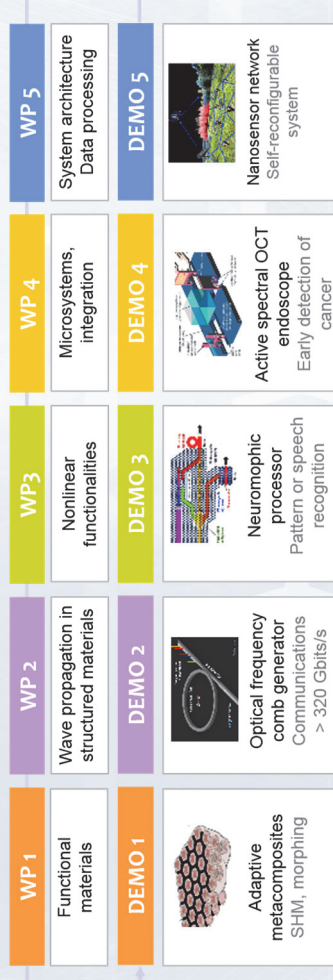 WP 1
Functional
materials
DEMO 1
Adaptive
metacomposites
SHM, morphing
WP 2
Wave propagation in
structured materials
DEMO 2
Optical frequency
comb generator
Communications
> 320 Gbits/s
WP3
Nonlinear
functionalities
DEMO 3
Neuromophic
processor
Pattern or speech
recognition
WP 4
Microsystems,
integration
DEMO 4
Active spectral OCT
endoscope
Early detection of
cancer
WP 5
System architecture
Data processing
DEMO 5
Nanosensor network
Self-reconfigurable
system